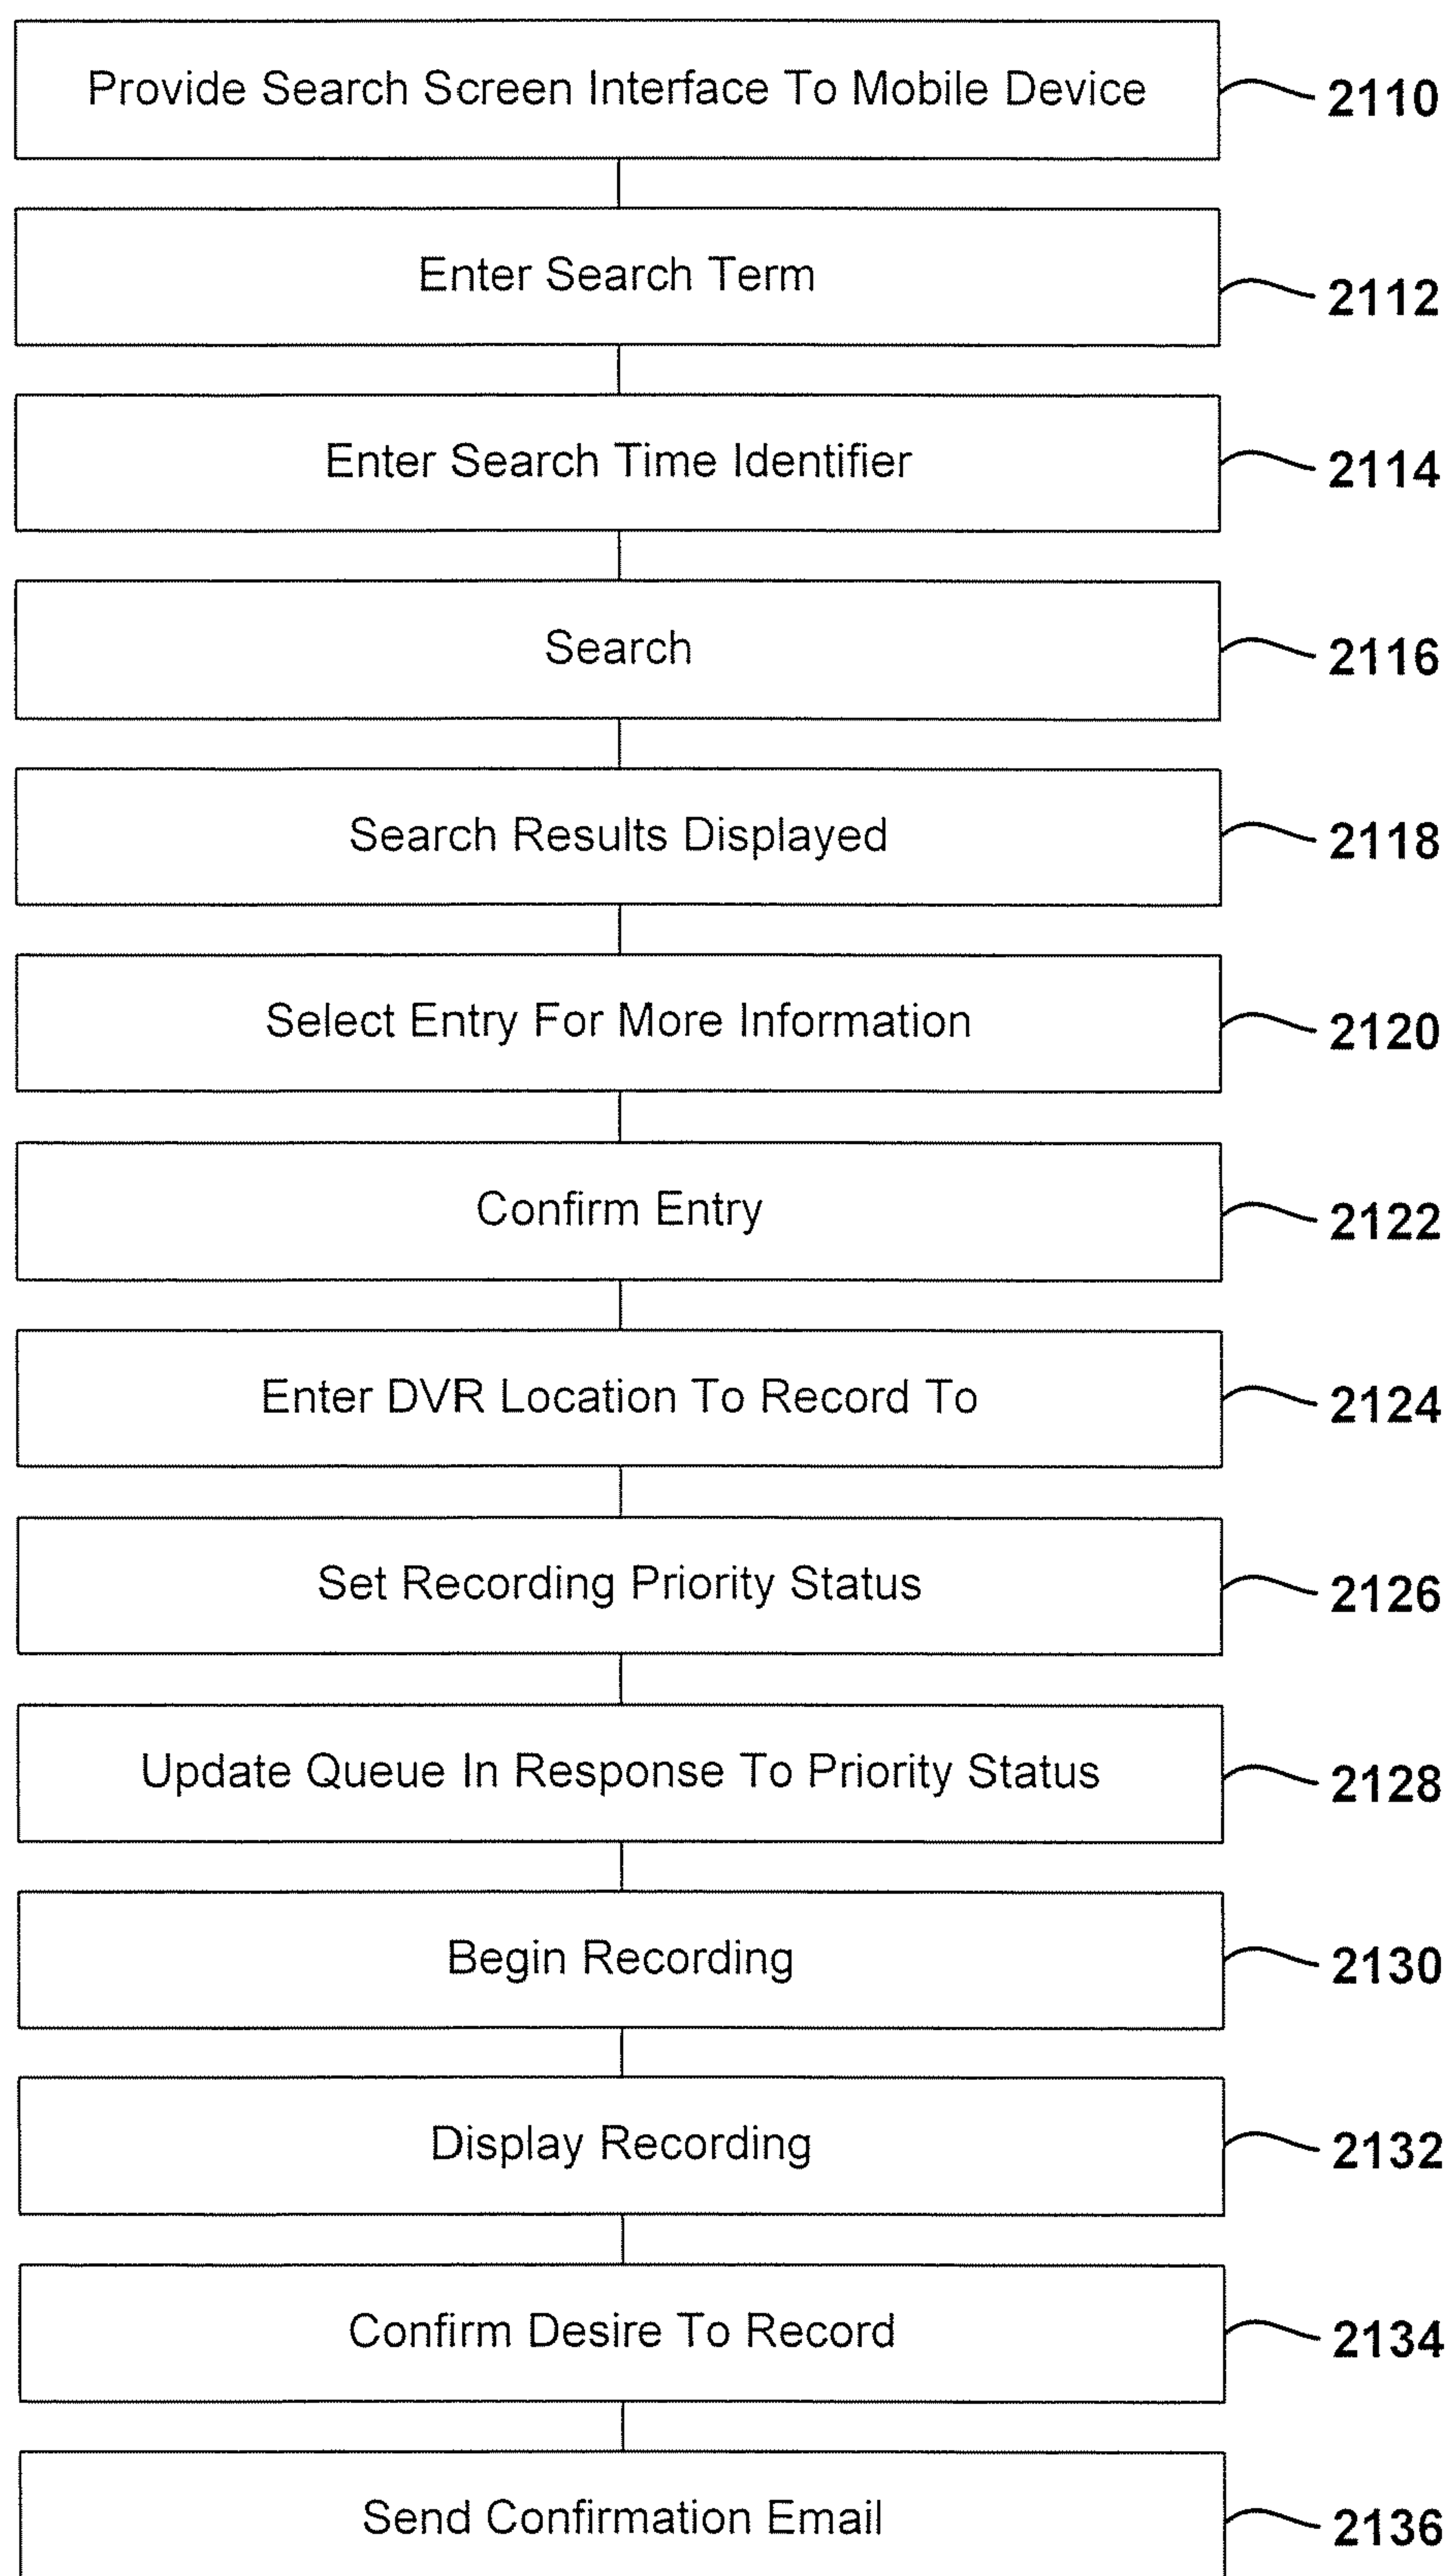 Provide Search Screen Interface To Mobile Device
2110
Enter Search Term
2112
Enter Search Time Identifier
2114
Search
2116
Search Results Displayed
2118
Select Entry For More Information
2120
Confirm Entry
2122
Enter DVR Location To Record To
2124
Set Recording Priority Status
2126
Update Queue In Response To Priority Status
2128
Begin Recording
2130
Display Recording
2132
Confirm Desire To Record
2134
Send Confirmation Email
2136